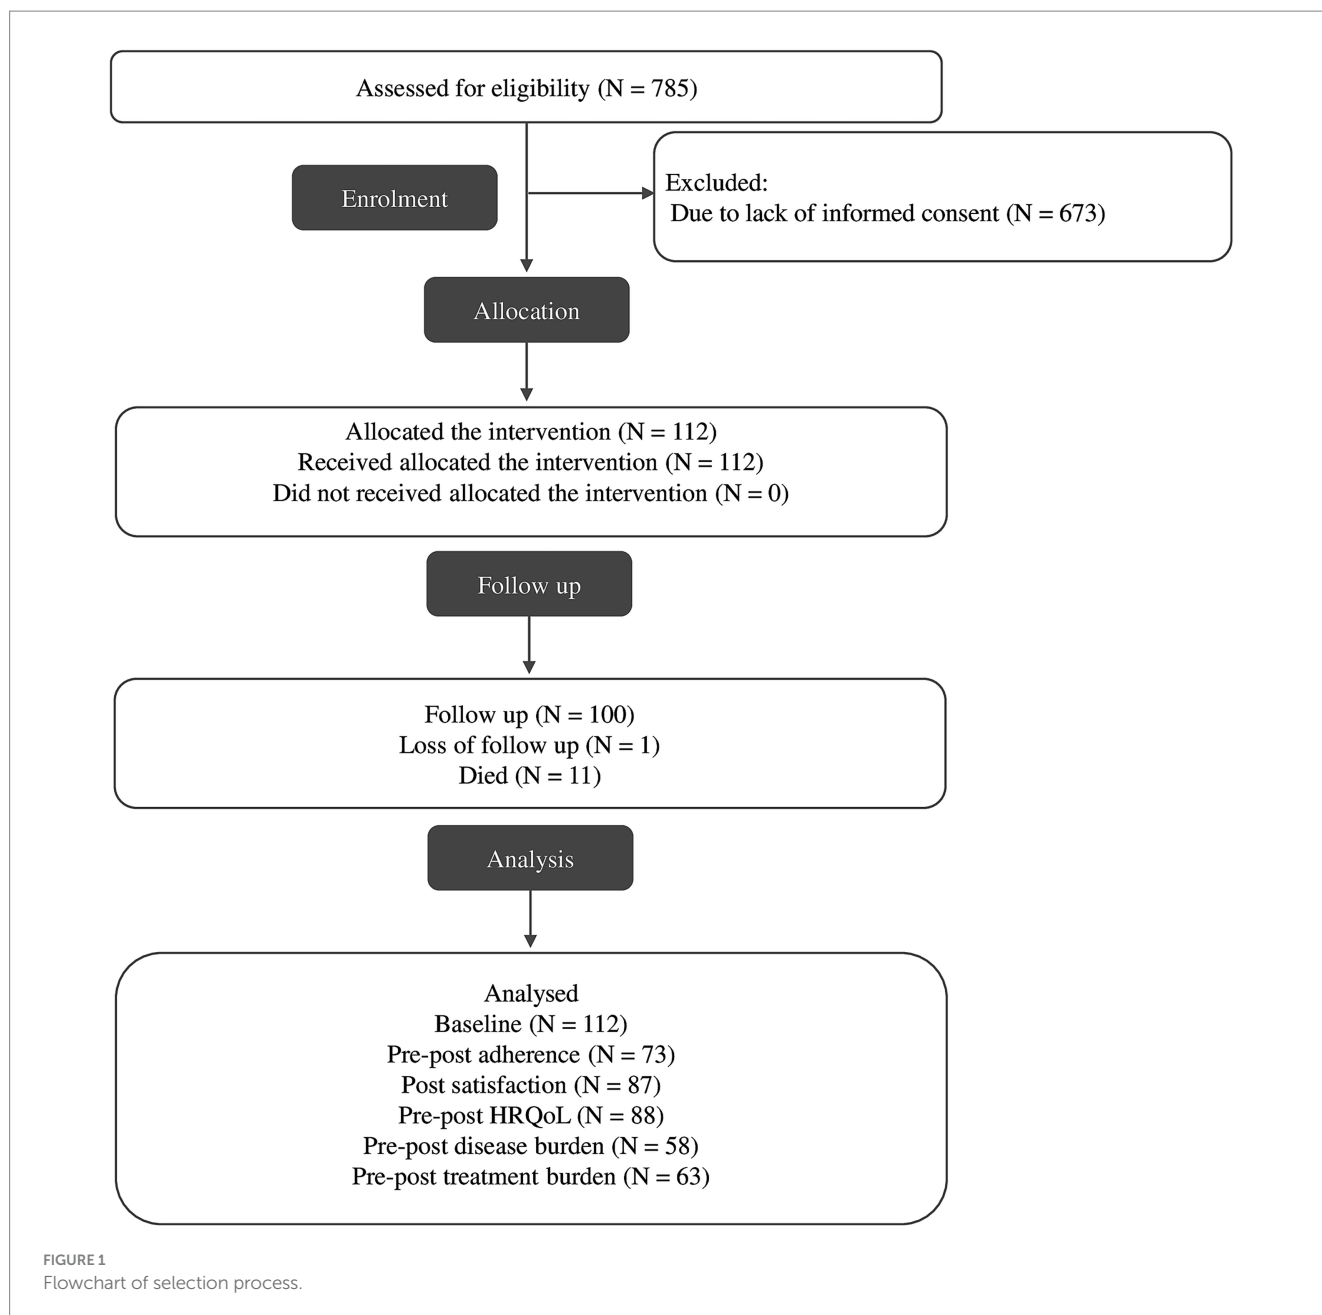 Assessed for eligibility (N = 785)
Enrolment
Excluded:
Due to lack of informed consent (N = 673)
Allocation
Allocated the intervention (N = 112)
Received allocated the intervention (N = 112)
Did not received allocated the intervention (N = 0)
Follow up
Follow up (N = 100)
Loss of follow up (N = 1)
Died (N = 11)
Analysis
Analysed
Baseline (N = 112)
Pre-post adherence (N = 73)
Post satisfaction (N = 87)
Pre-post HRQoL (N = 88)
Pre-post disease burden (N = 58)
Pre-post treatment burden (N = 63)
FIGURE 1
Flowchart of selection process.